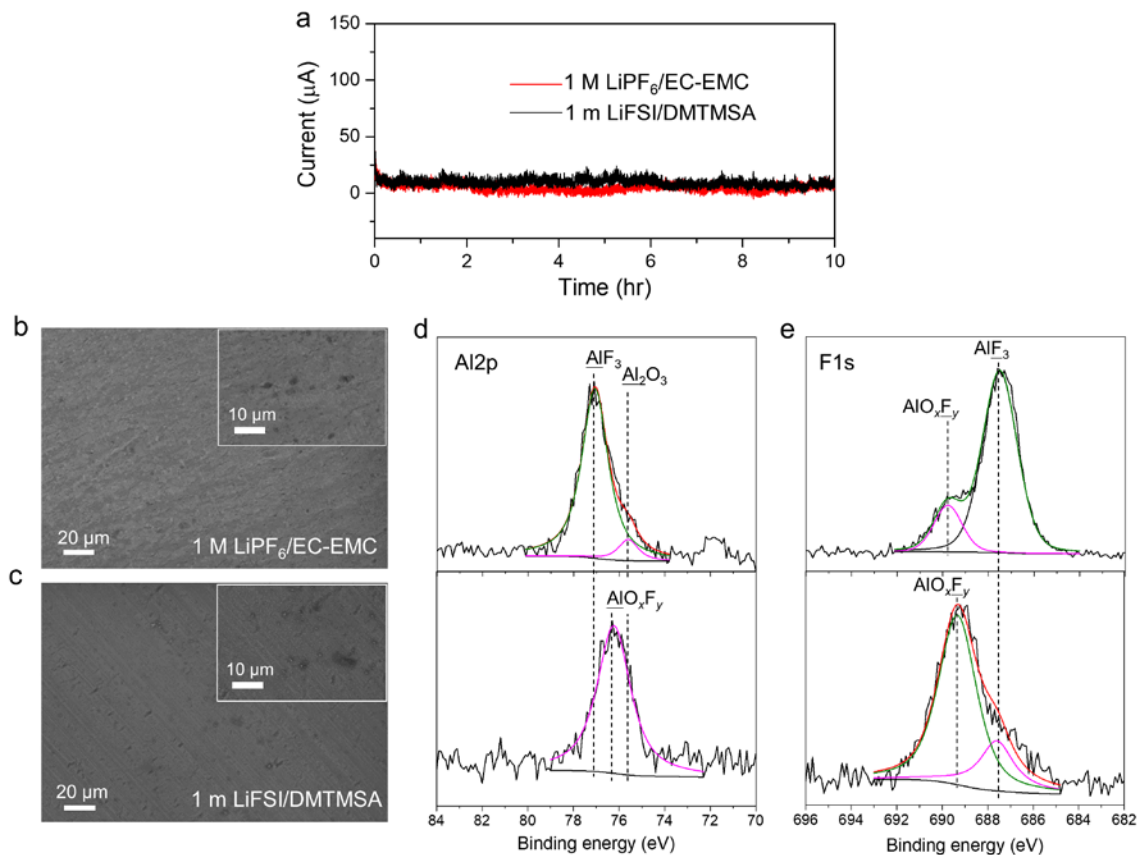 a
150
100
50
0
Current (μA)
1 M LiPF₆/EC-EMC
1 m LiFSI/DMTMSA
0 2 4 6 8 10
Time (hr)
b
10 μm
20 μm
1 M LiPF₆/EC-EMC
c
10 μm
20 μm
1 m LiFSI/DMTMSA
d
Al2p
AlF₃
Al₂O₃
AlOₓFᵧ
84 82 80 78 76 74 72 70
Binding energy (eV)
e
F1s
AlF₃
AlOₓFᵧ
AlOₓFᵧ
696 694 692 690 688 686 684 682
Binding energy (eV)